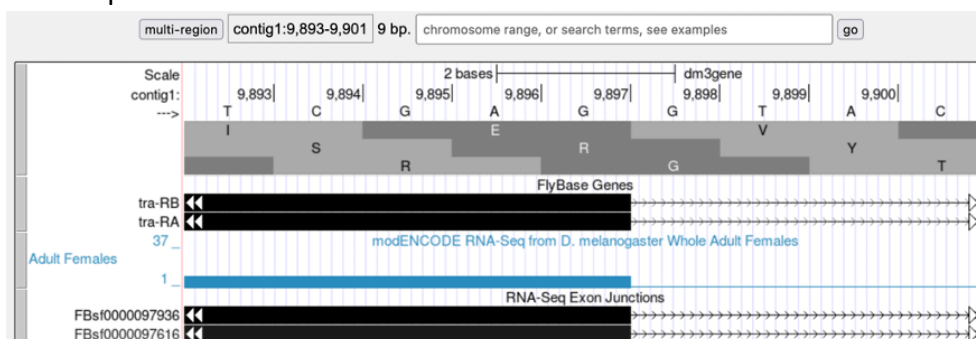 multi-region contig1:9,893-9,901 9 bp. chromosome range, or search terms, see examples go
Scale 2 bases dm3gene
contig1: 9,893 9,894 9,895 9,896 9,897 9,898 9,899 9,900
---> T C G A G G T A C
I E V
S R Y
R G T
FlyBase Genes
tra-RB
tra-RA
37 _ modENCODE RNA-Seq from D. melanogaster Whole Adult Females
Adult Females
1 _
RNA-Seq Exon Junctions
FBsf0000097936
FBsf0000097616